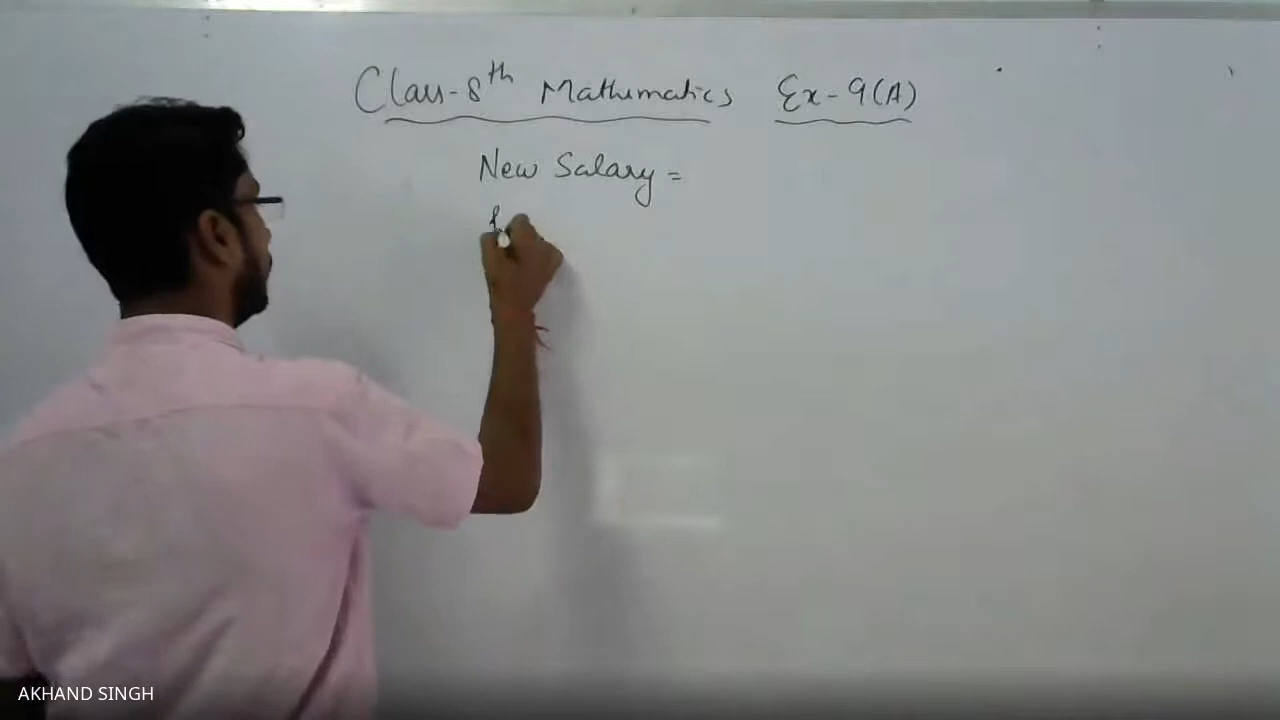 Class-8th Mathematics Ex-9(A)
New Salary =
AKHAND SINGH